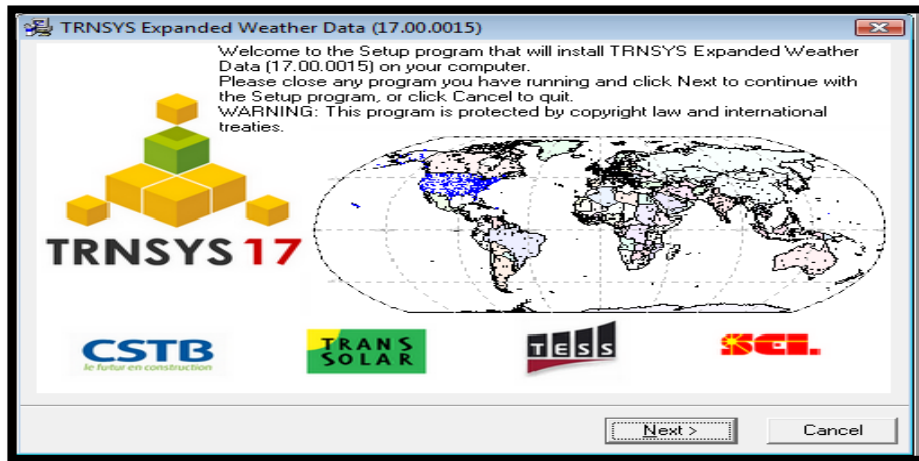 TRNSYS Expanded Weather Data (17.00.0015)
Welcome to the Setup program that will install TRNSYS Expanded Weather
Data (17.00.0015) on your computer.
Please close any program you have running and click Next to continue with
the Setup program, or click Cancel to quit.
WARNING: This program is protected by copyright law and international
treaties.
TRNSYS 17
CSTB
le futur en construction
TRANS
SOLAR
TESS
SEL.
Next >
Cancel